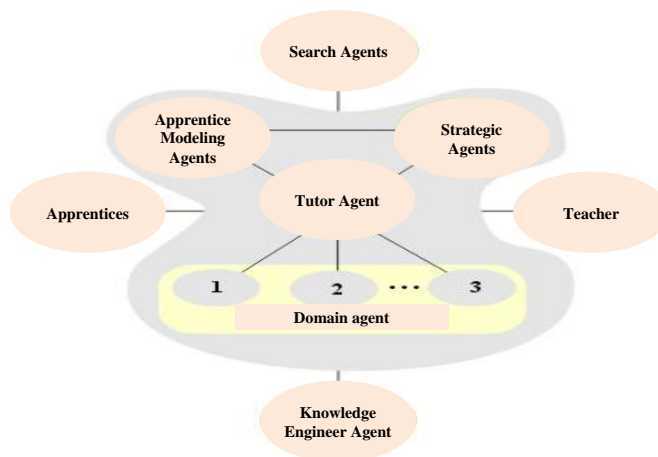 Search Agents
Apprentice
Modeling
Agents
Strategic
Agents
Apprentices
Tutor Agent
Teacher
1
2
...
3
Domain agent
Knowledge
Engineer Agent